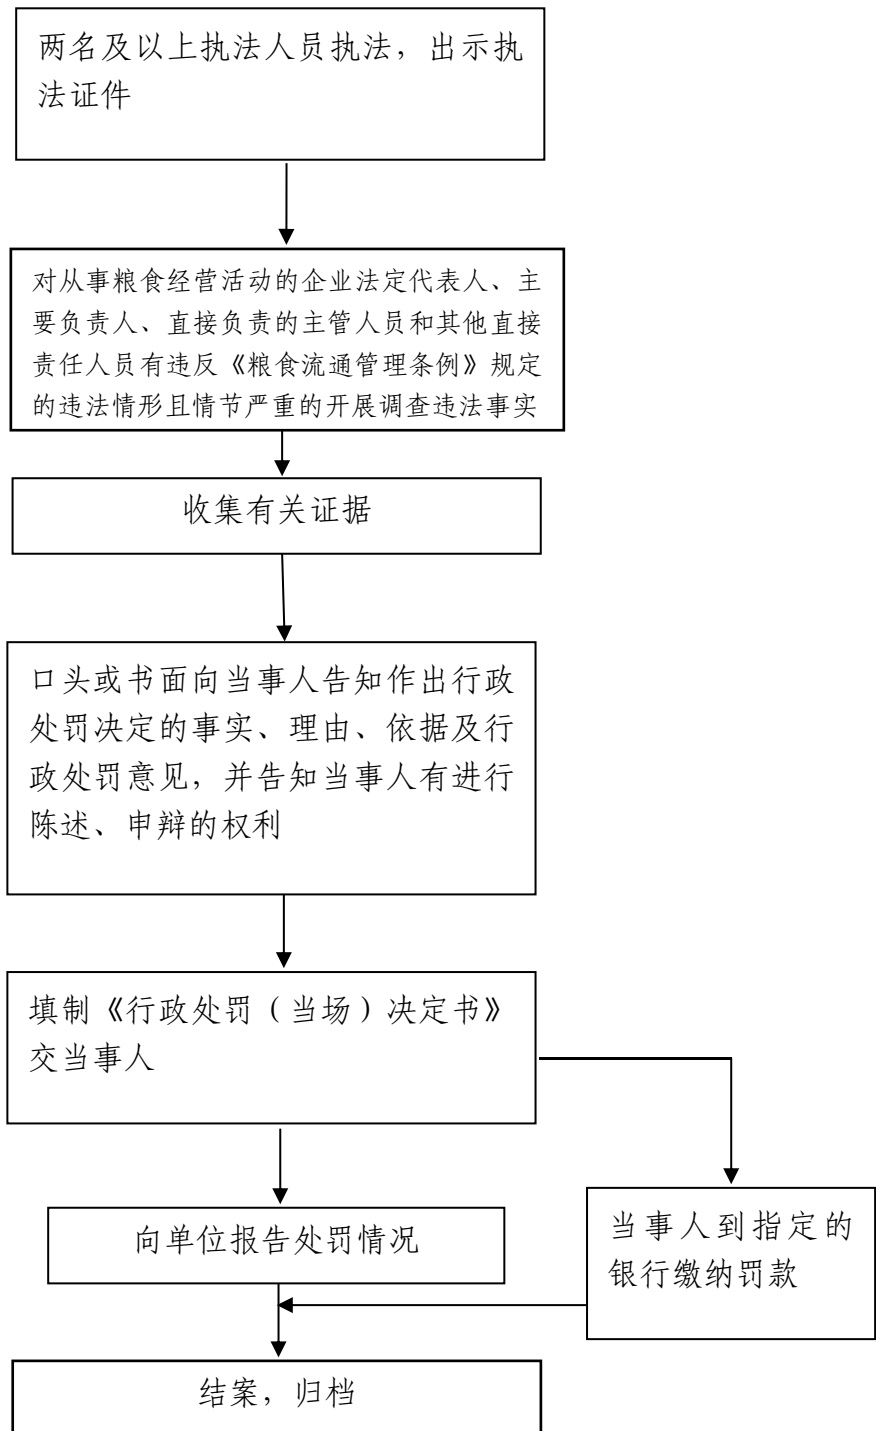 两名及以上执法人员执法，出示执
法证件
对从事粮食经营活动的企业法定代表人、主
要负责人、直接负责的主管人员和其他直接
责任人员有违反《粮食流通管理条例》规定
的违法情形且情节严重的开展调查违法事实
收集有关证据
口头或书面向当事人告知作出行政
处罚决定的事实、理由、依据及行
政处罚意见，并告知当事人有进行
陈述、申辩的权利
填制《行政处罚（当场）决定书》
交当事人
向单位报告处罚情况
当事人到指定的
银行缴纳罚款
结案，归档